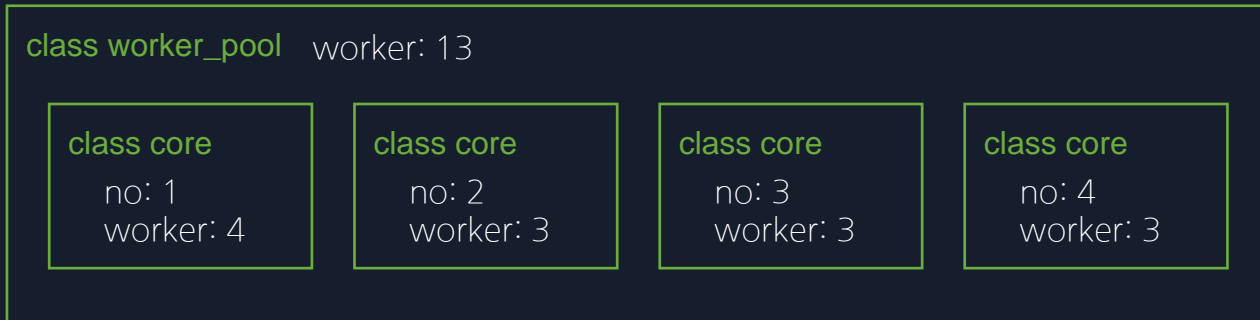 class worker_pool worker: 13
class core
no: 1
worker: 4
class core
no: 2
worker: 3
class core
no: 3
worker: 3
class core
no: 4
worker: 3